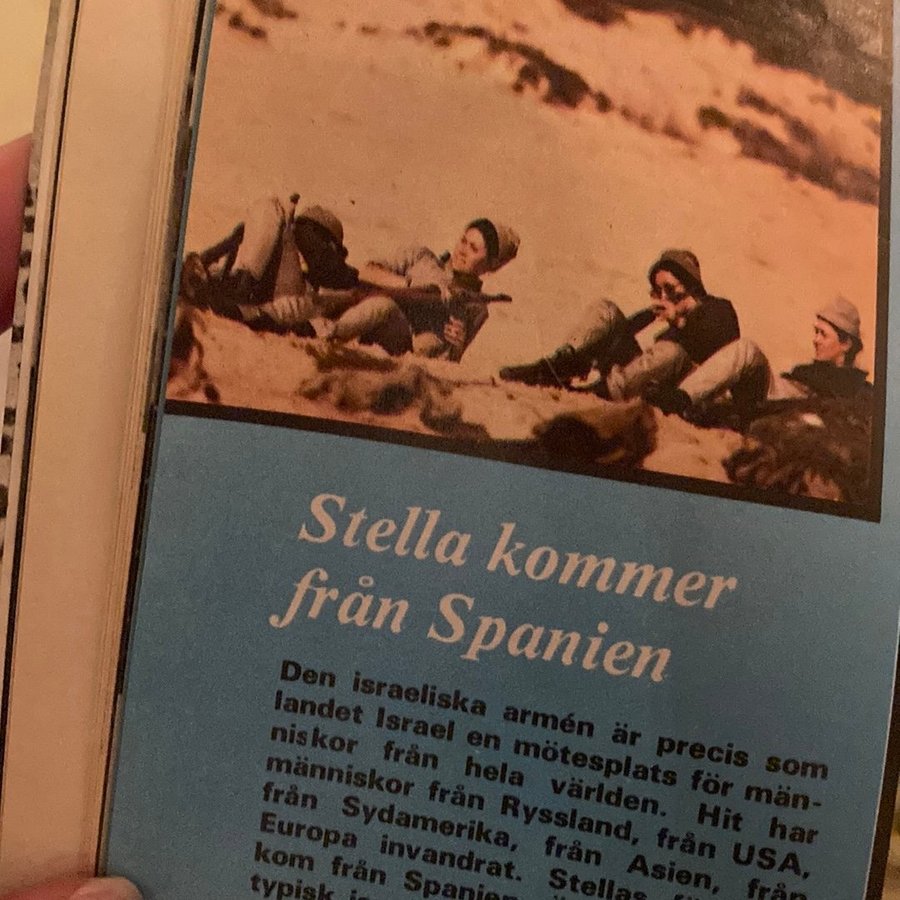 Stella kommer
från Spanien
Den israeliska armén är precis som
landet Israel en mötesplats för män-
niskor från hela världen. Hit har
människor från Ryssland, från USA,
från Sydamerika, från Asien, från
Europa invandrat. Stellas
kom från Spanien
typisk